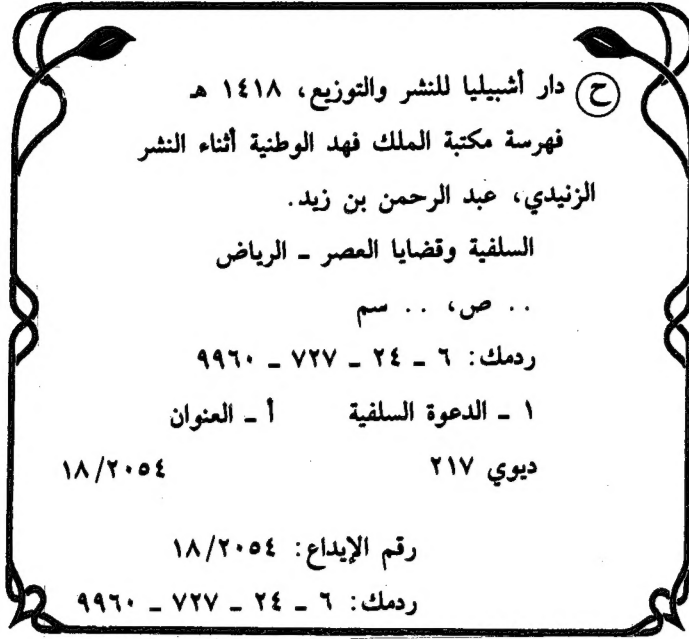 ح دار أشبيليا للنشر والتوزيع، ١٤١٨ هـ
فهرسة مكتبة الملك فهد الوطنية أثناء النشر
الزنيدي، عبد الرحمن بن زيد.
السلفية وقضايا العصر ـ الرياض
.. ص، .. سم
ردمك: ٦ ـ ٢٤ ـ ٧٢٧ ـ ٩٩٦٠
١ ـ الدعوة السلفية أ ـ العنوان
ديوي ٢١٧ ١٨/٢٠٥٤
رقم الإيداع: ١٨/٢٠٥٤
ردمك: ٦ ـ ٢٤ ـ ٧٢٧ ـ ٩٩٦٠